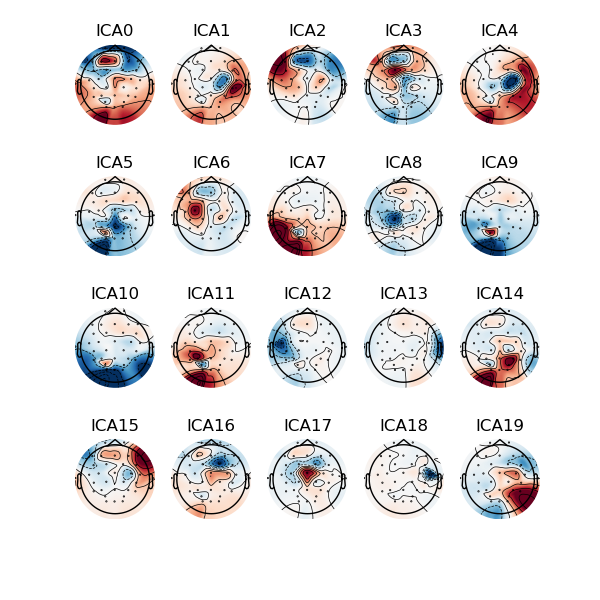 ICA0 ICA1 ICA2 ICA3 ICA4
ICA5 ICA6 ICA7 ICA8 ICA9
ICA10 ICA11 ICA12 ICA13 ICA14
ICA15 ICA16 ICA17 ICA18 ICA19